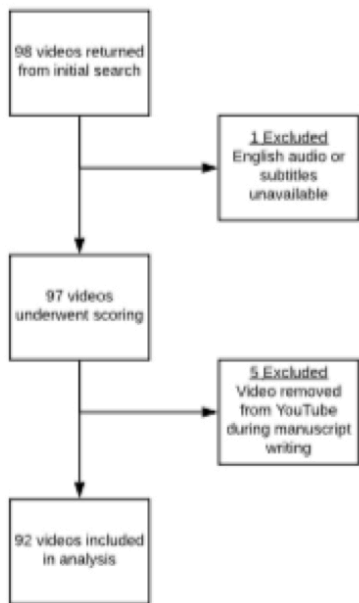 98 videos returned
from initial search
1 Excluded
English audio or
subtitles
unavailable
97 videos
underwent scoring
5 Excluded
Video removed
from YouTube
during manuscript
writing
92 videos included
in analysis